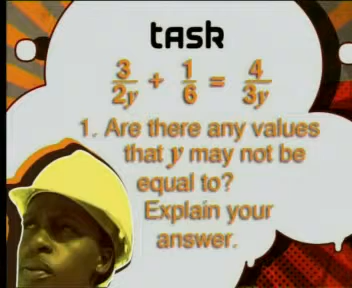 task
3/2y + 1/6 = 4/3y
1. Are there any values
that y may not be
equal to?
Explain your
answer.